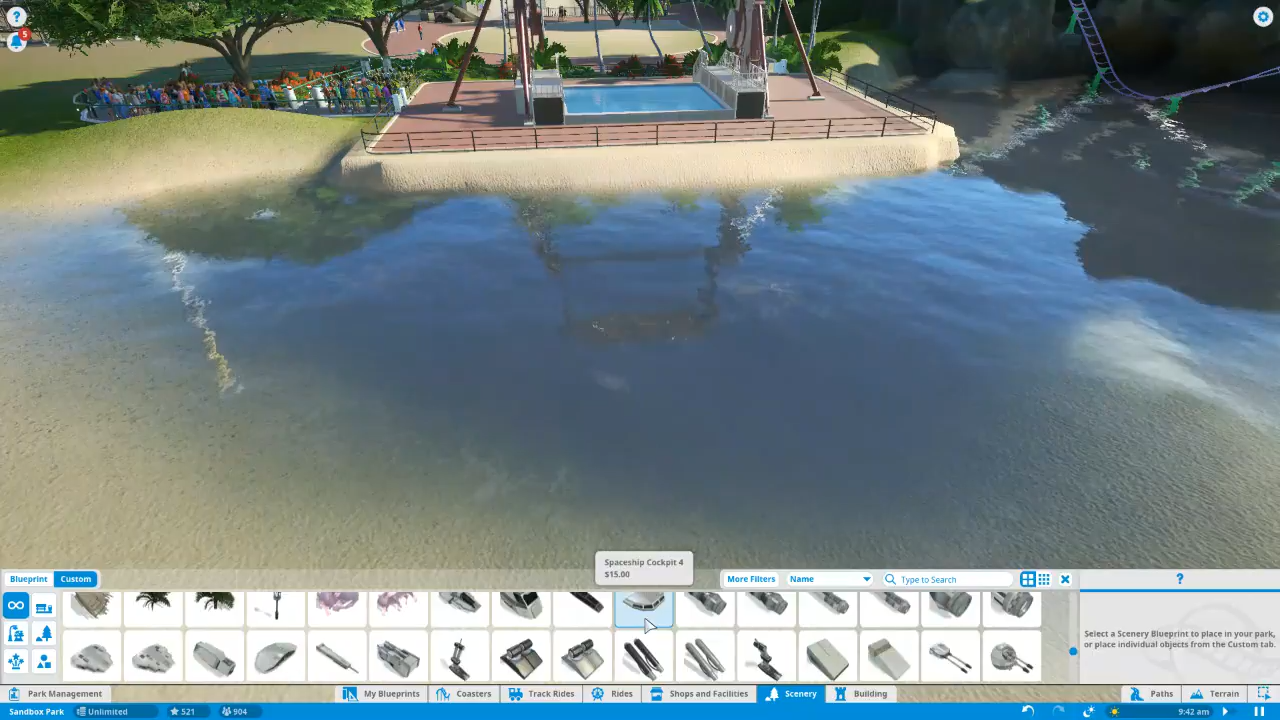 ?
5
Spaceship Cockpit 4
$15.00
Blueprint
Custom
More Filters
Name
Type to Search
?
Select a Scenery Blueprint to place in your park,
or place individual objects from the Custom tab.
Park Management
My Blueprints
Coasters
Track Rides
Rides
Shops and Facilities
Scenery
Building
Paths
Terrain
Sandbox Park
Unlimited
521
904
9:42 am